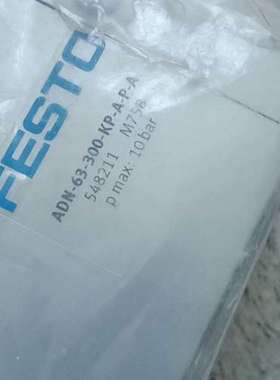 FESTO
ADN-63-300-KP-A-P-A
548211 M758
p max: 10 bar